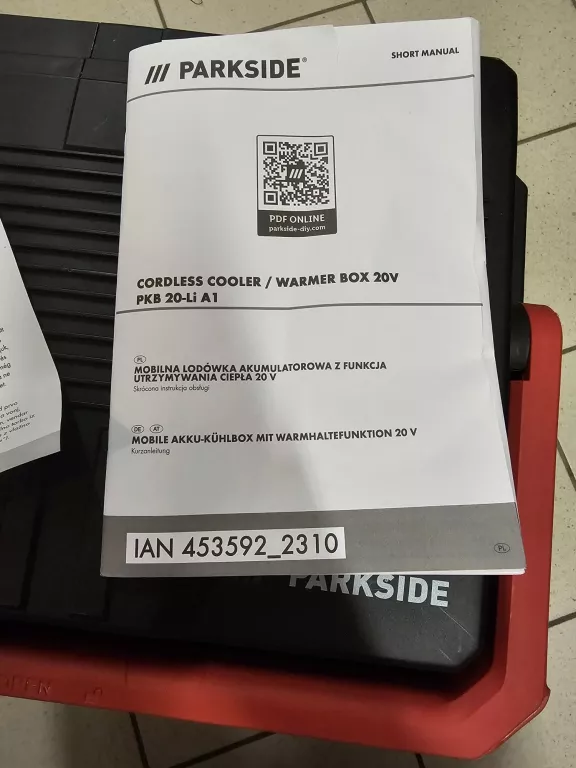 /// PARKSIDE®
SHORT MANUAL
PDF ONLINE
parkside-diy.com
CORDLESS COOLER / WARMER BOX 20V
PKB 20-Li A1
PL
MOBILNA LODÓWKA AKUMULATOROWA Z FUNKCJA
UTRZYMYWANIA CIEPŁA 20 V
Skrócona instrukcja obsługi
DE AT
MOBILE AKKU-KÜHLBOX MIT WARMHALTEFUNKTION 20 V
Kurzanleitung
IAN 453592_2310
PL
PARKSIDE